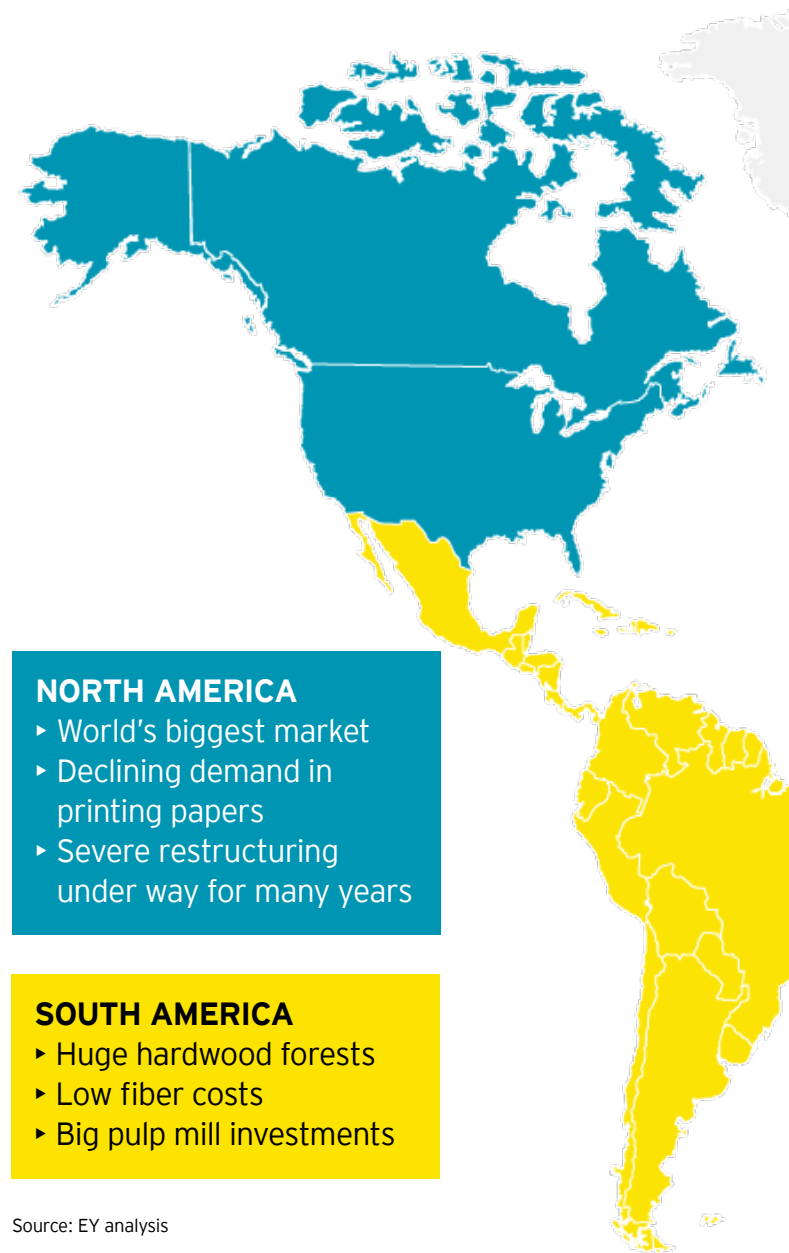 NORTH AMERICA
‣ World's biggest market
‣ Declining demand in
printing papers
‣ Severe restructuring
under way for many years
SOUTH AMERICA
‣ Huge hardwood forests
‣ Low fiber costs
‣ Big pulp mill investments
Source: EY analysis